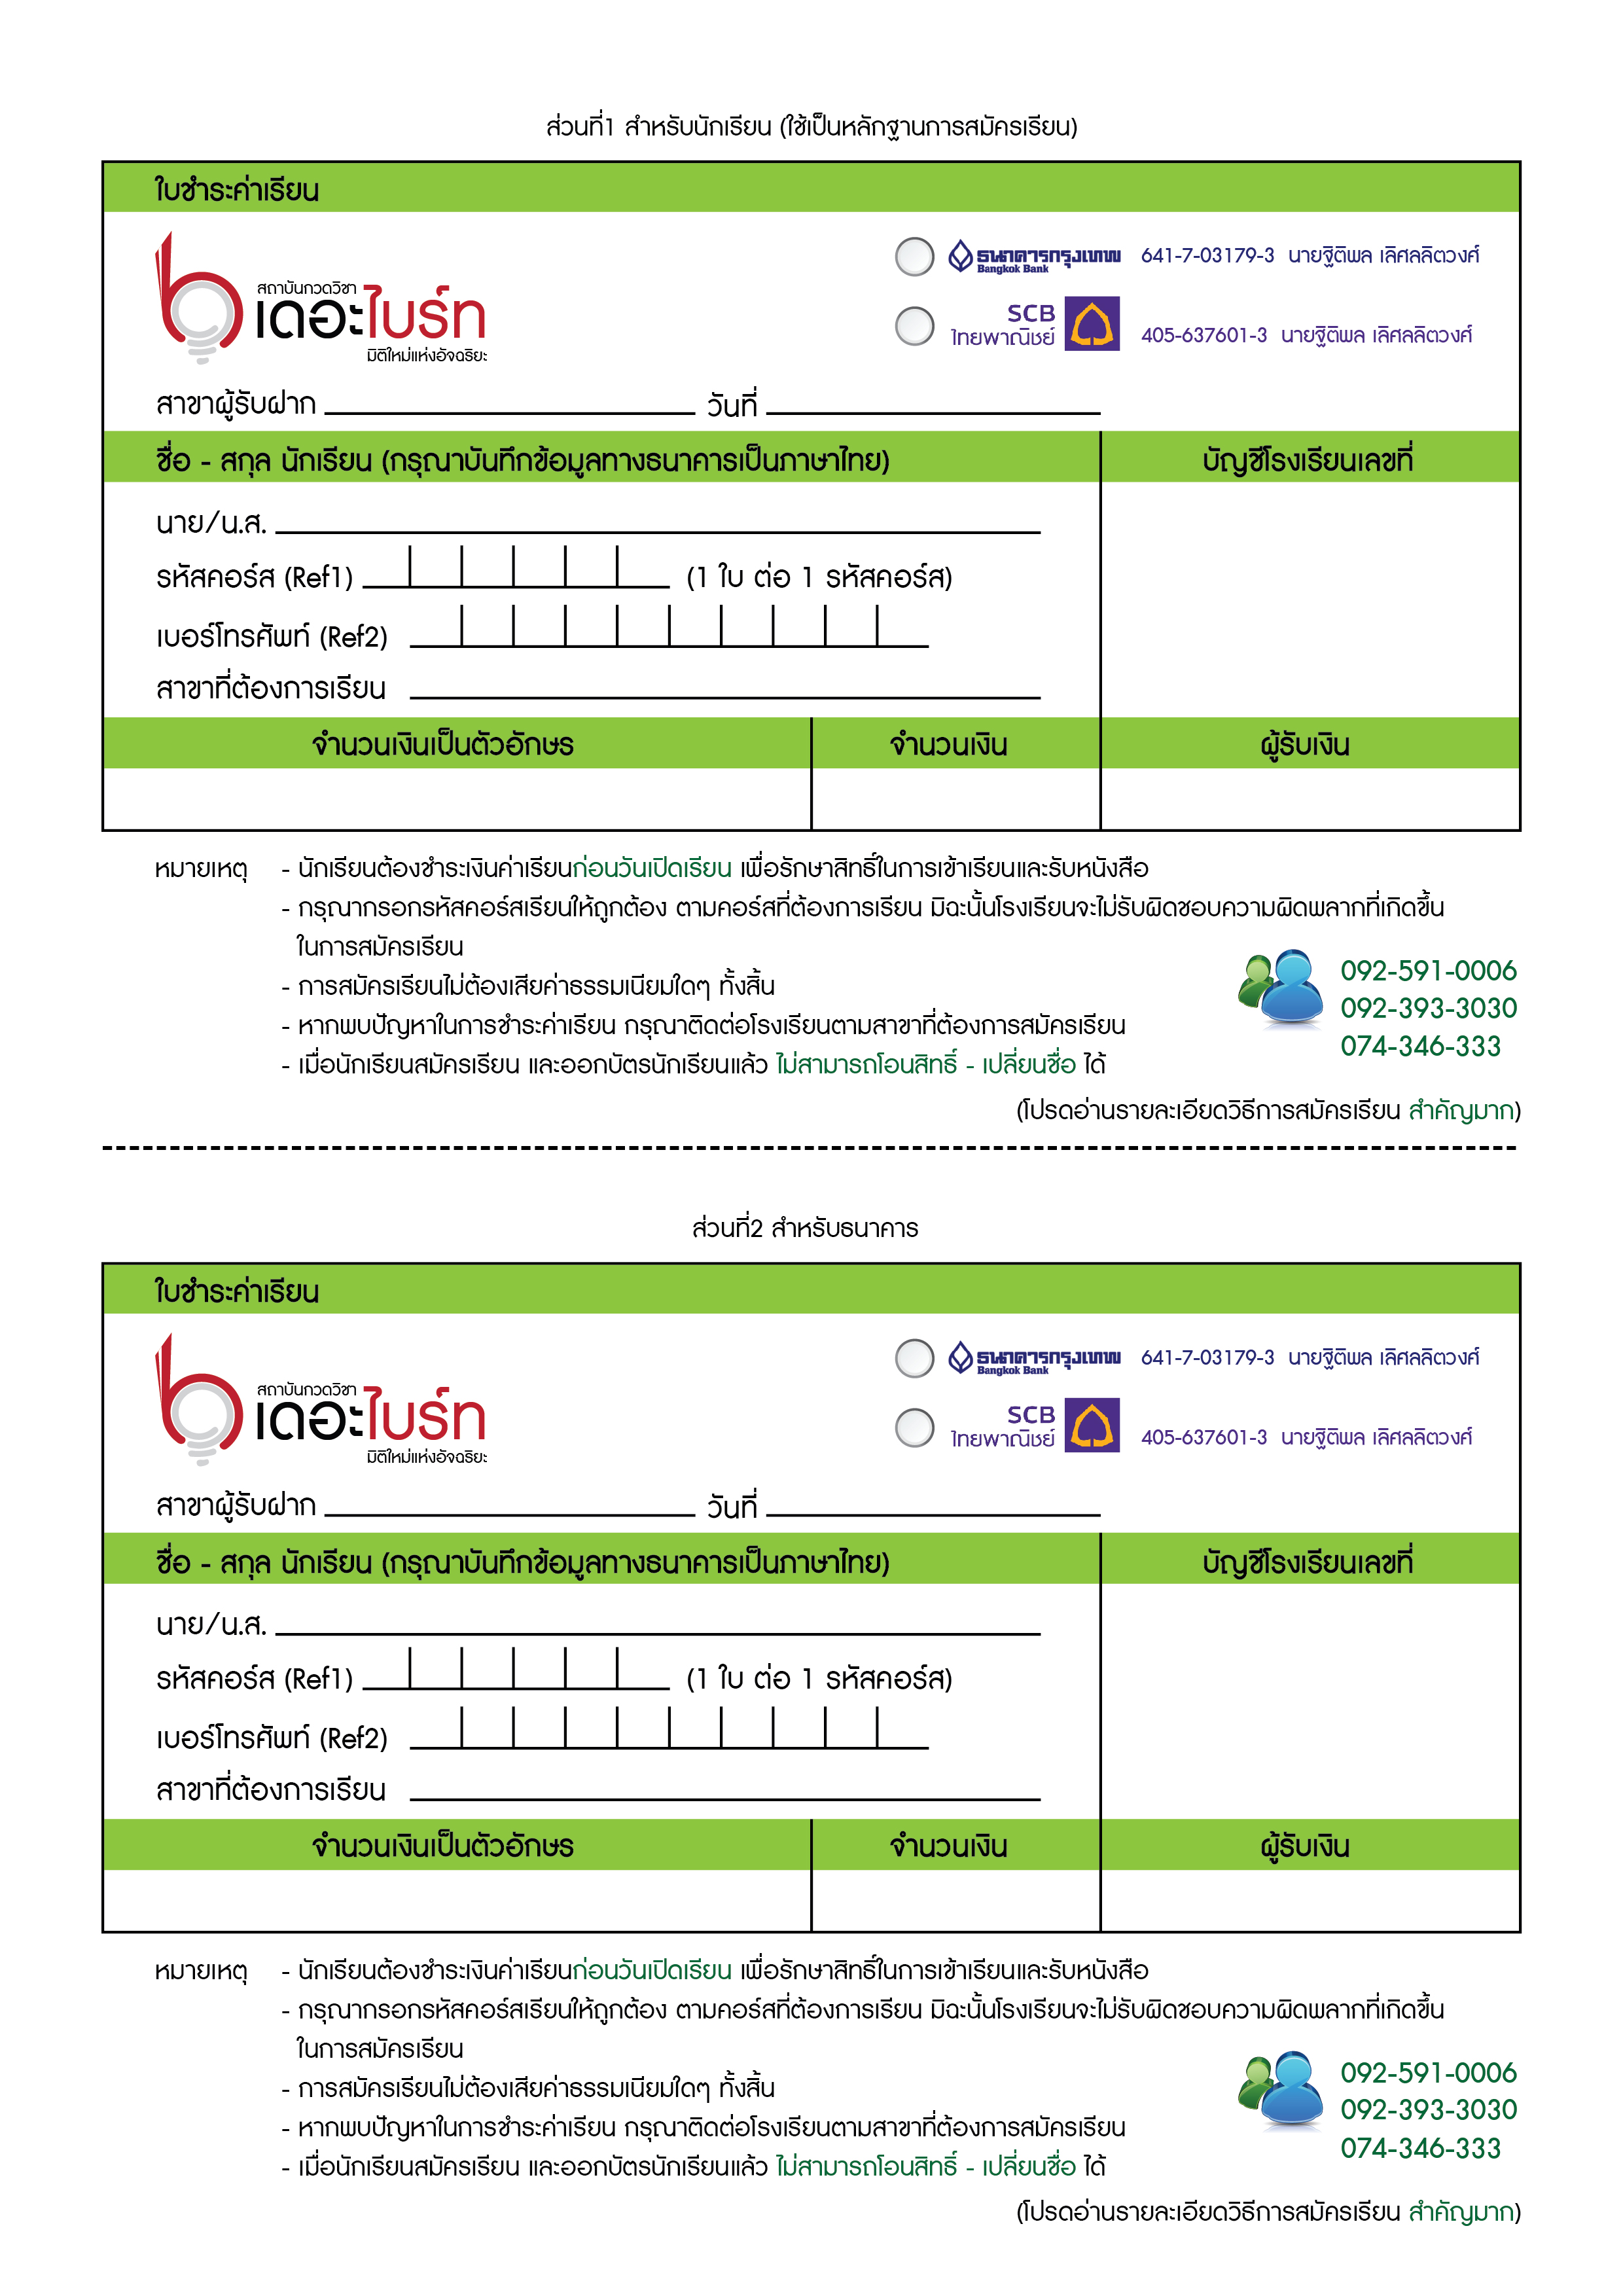 ส่วนที่1 สำหรับนักเรียน (ใช้เป็นหลักฐานการสมัครเรียน)
ใบชำระค่าเรียน
สถาบันกวดวิชา
เดอะไบร์ท
มิติใหม่แห่งอัจฉริยะ
ธนาคารกรุงเทพ
Bangkok Bank
641-7-03179-3 นายฐิติพล เลิศลลิตวงศ์
SCB
ไทยพาณิชย์
405-637601-3 นายฐิติพล เลิศลลิตวงศ์
สาขาผู้รับฝาก วันที่
ชื่อ - สกุล นักเรียน (กรุณาบันทึกข้อมูลทางธนาคารเป็นภาษาไทย) บัญชีโรงเรียนเลขที่
นาย/น.ส.
รหัสคอร์ส (Ref1) (1 ใบ ต่อ 1 รหัสคอร์ส)
เบอร์โทรศัพท์ (Ref2)
สาขาที่ต้องการเรียน
จำนวนเงินเป็นตัวอักษร จำนวนเงิน ผู้รับเงิน
หมายเหตุ - นักเรียนต้องชำระเงินค่าเรียนก่อนวันเปิดเรียน เพื่อรักษาสิทธิ์ในการเข้าเรียนและรับหนังสือ
- กรุณากรอกรหัสคอร์สเรียนให้ถูกต้อง ตามคอร์สที่ต้องการเรียน มิฉะนั้นโรงเรียนจะไม่รับผิดชอบความผิดพลากที่เกิดขึ้น
ในการสมัครเรียน
- การสมัครเรียนไม่ต้องเสียค่าธรรมเนียมใดๆ ทั้งสิ้น
- หากพบปัญหาในการชำระค่าเรียน กรุณาติดต่อโรงเรียนตามสาขาที่ต้องการสมัครเรียน
- เมื่อนักเรียนสมัครเรียน และออกบัตรนักเรียนแล้ว ไม่สามารถโอนสิทธิ์ - เปลี่ยนชื่อ ได้
092-591-0006
092-393-3030
074-346-333
(โปรดอ่านรายละเอียดวิธีการสมัครเรียน สำคัญมาก)
ส่วนที่2 สำหรับธนาคาร
ใบชำระค่าเรียน
สถาบันกวดวิชา
เดอะไบร์ท
มิติใหม่แห่งอัจฉริยะ
ธนาคารกรุงเทพ
Bangkok Bank
641-7-03179-3 นายฐิติพล เลิศลลิตวงศ์
SCB
ไทยพาณิชย์
405-637601-3 นายฐิติพล เลิศลลิตวงศ์
สาขาผู้รับฝาก วันที่
ชื่อ - สกุล นักเรียน (กรุณาบันทึกข้อมูลทางธนาคารเป็นภาษาไทย) บัญชีโรงเรียนเลขที่
นาย/น.ส.
รหัสคอร์ส (Ref1) (1 ใบ ต่อ 1 รหัสคอร์ส)
เบอร์โทรศัพท์ (Ref2)
สาขาที่ต้องการเรียน
จำนวนเงินเป็นตัวอักษร จำนวนเงิน ผู้รับเงิน
หมายเหตุ - นักเรียนต้องชำระเงินค่าเรียนก่อนวันเปิดเรียน เพื่อรักษาสิทธิ์ในการเข้าเรียนและรับหนังสือ
- กรุณากรอกรหัสคอร์สเรียนให้ถูกต้อง ตามคอร์สที่ต้องการเรียน มิฉะนั้นโรงเรียนจะไม่รับผิดชอบความผิดพลากที่เกิดขึ้น
ในการสมัครเรียน
- การสมัครเรียนไม่ต้องเสียค่าธรรมเนียมใดๆ ทั้งสิ้น
- หากพบปัญหาในการชำระค่าเรียน กรุณาติดต่อโรงเรียนตามสาขาที่ต้องการสมัครเรียน
- เมื่อนักเรียนสมัครเรียน และออกบัตรนักเรียนแล้ว ไม่สามารถโอนสิทธิ์ - เปลี่ยนชื่อ ได้
092-591-0006
092-393-3030
074-346-333
(โปรดอ่านรายละเอียดวิธีการสมัครเรียน สำคัญมาก)